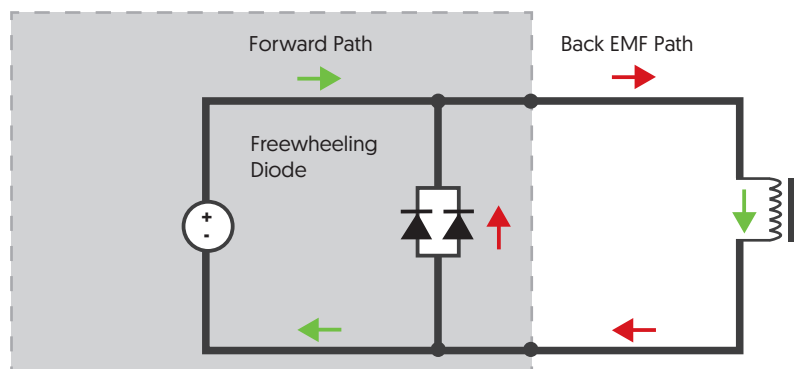 Forward Path
Back EMF Path
Freewheeling
Diode
+
-